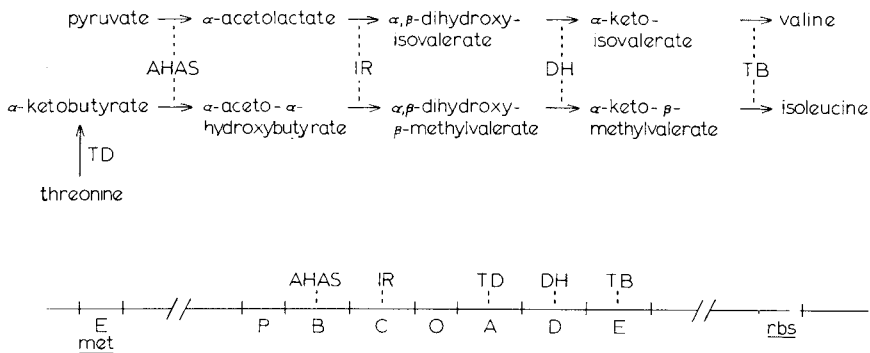 pyruvate → α-acetolactate → α,β-dihydroxy-isovalerate → α-keto-isovalerate → valine
AHAS IR DH TB
α-ketobutyrate → α-aceto-α-hydroxybutyrate → α,β-dihydroxy-β-methylvalerate → α-keto-β-methylvalerate → isoleucine
TD
threonine
AHAS IR TD DH TB
E P B C O A D E rbs
met